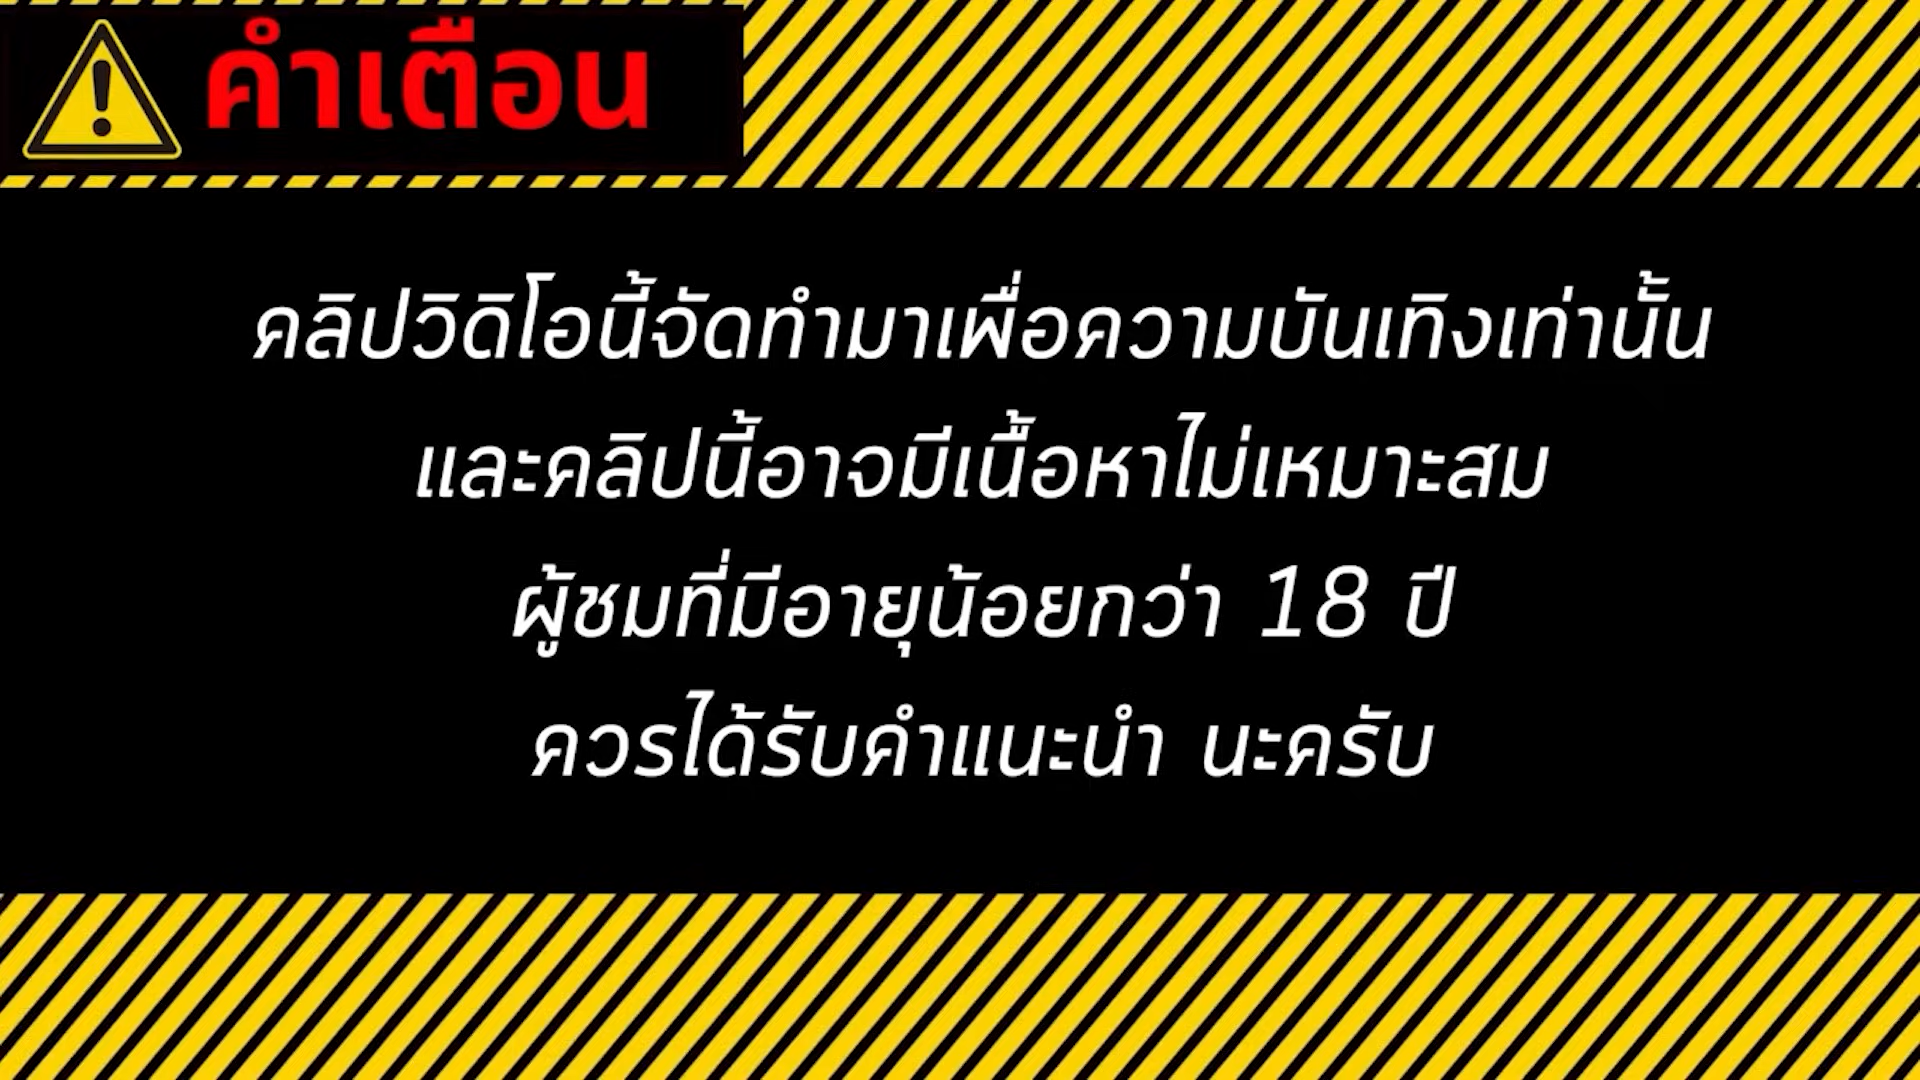 คำเตือน
คลิปวิดิโอนี้จัดทำมาเพื่อความบันเทิงเท่านั้น
และคลิปนี้อาจมีเนื้อหาไม่เหมาะสม
ผู้ชมที่มีอายุน้อยกว่า 18 ปี
ควรได้รับคำแนะนำ นะครับ